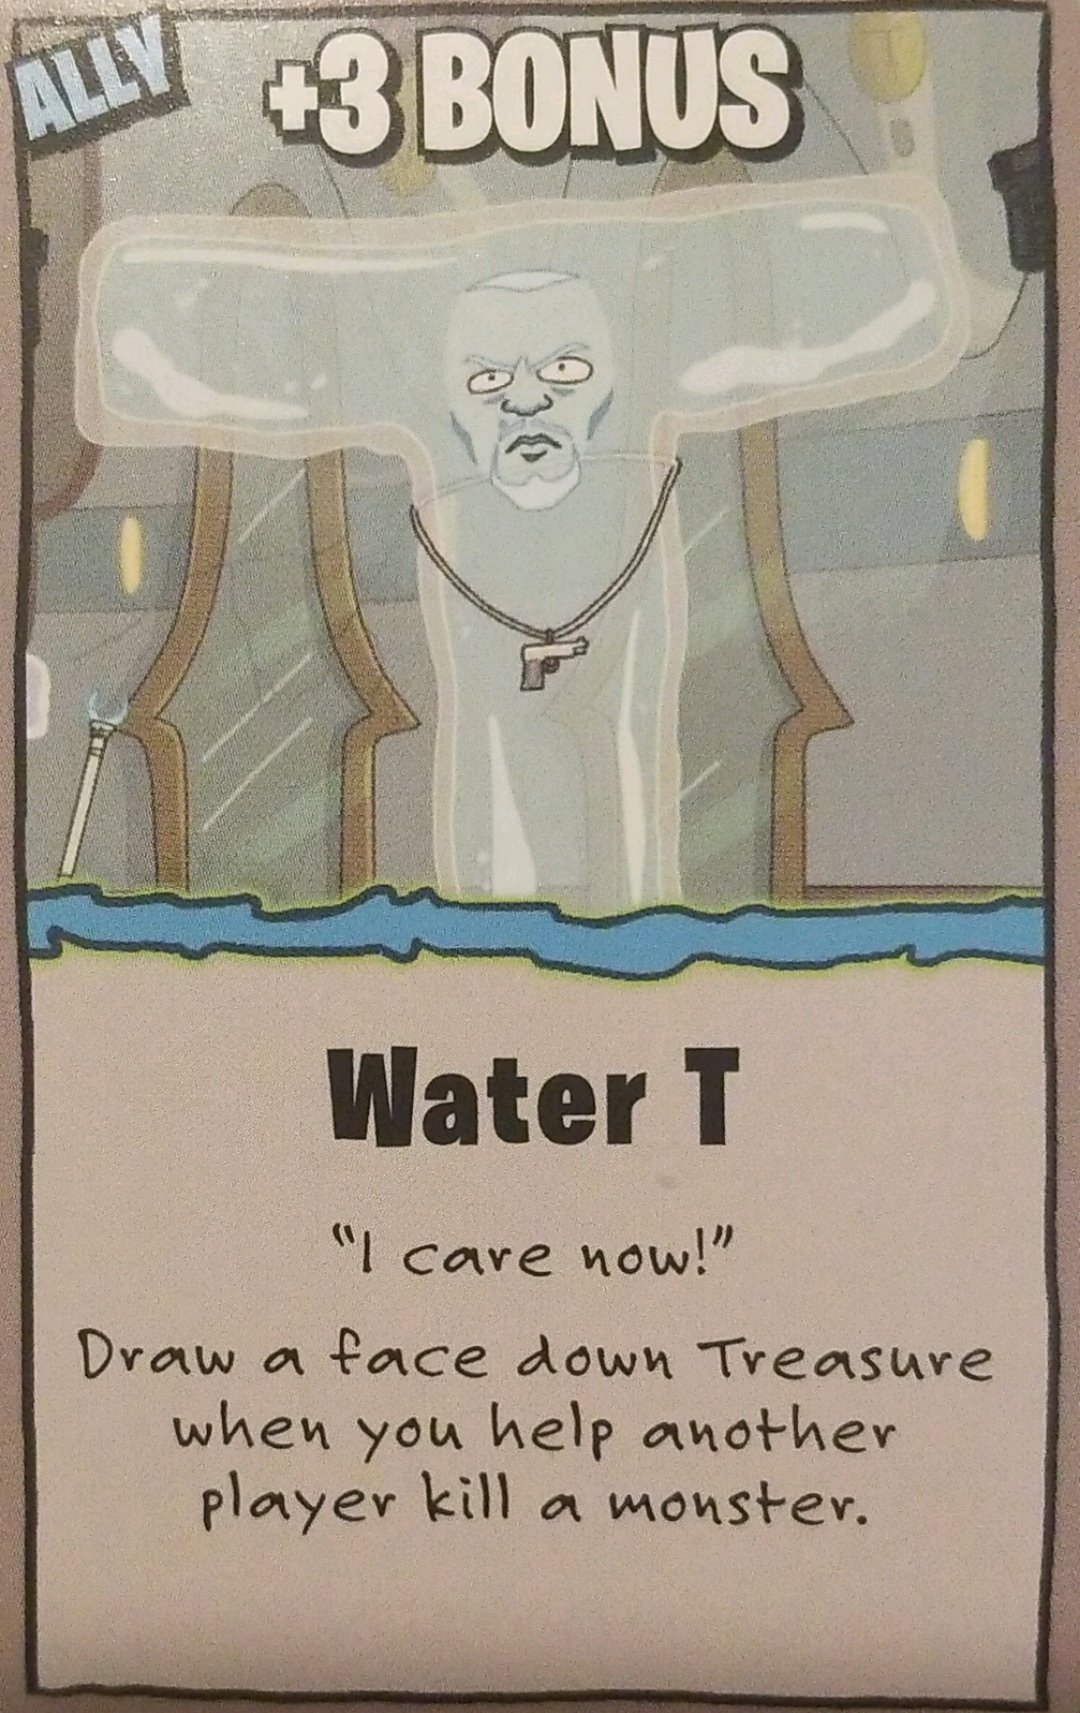 ALLY
+3 BONUS
Water T
"I care now!"
Draw a face down Treasure
when you help another
player kill a monster.